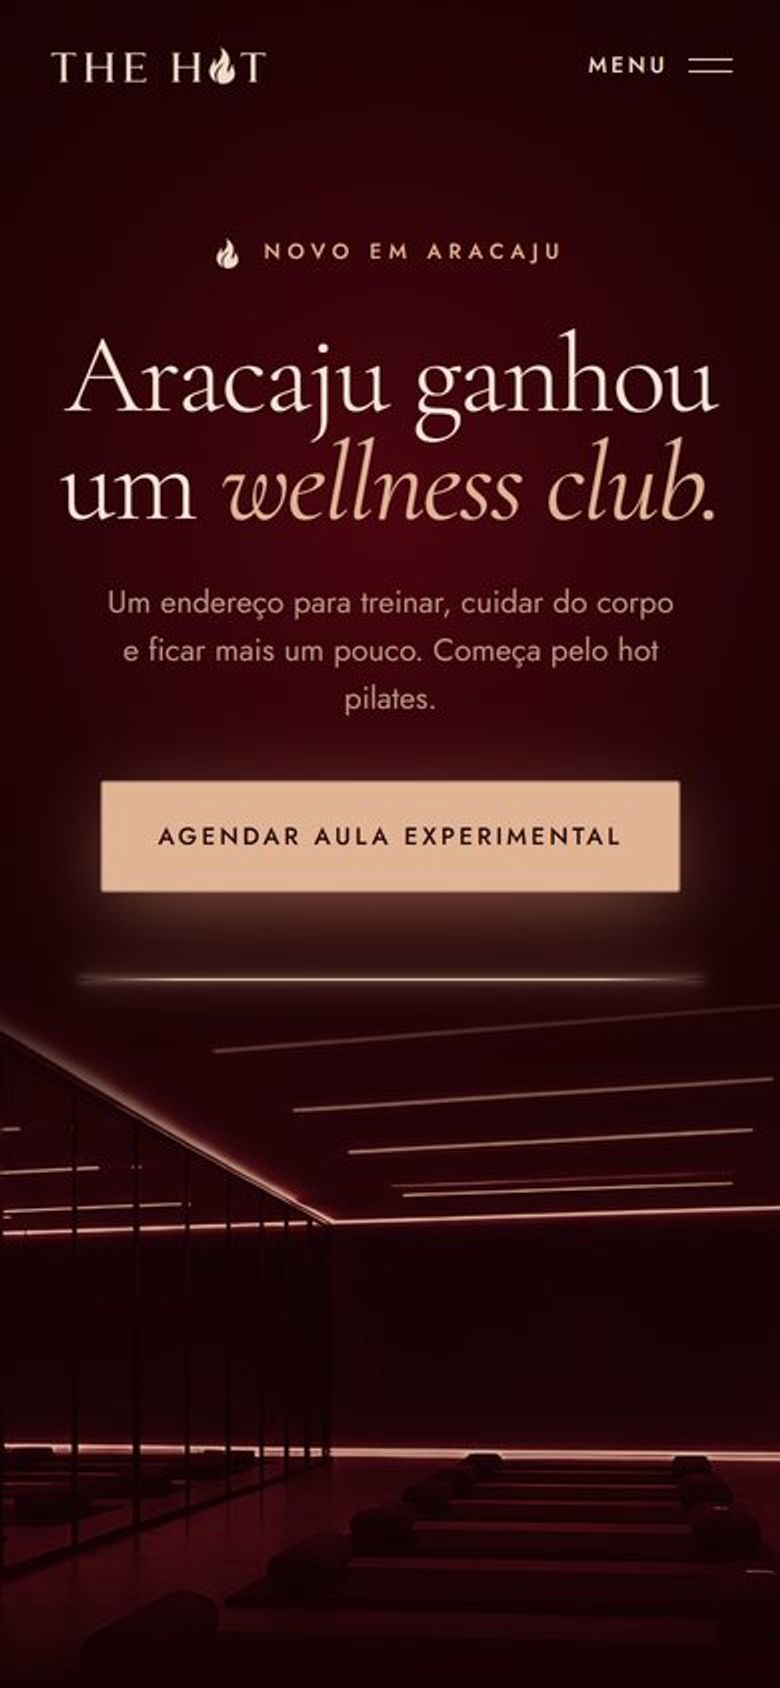 THE HOT
MENU
NOVO EM ARACAJU
Aracaju ganhou
um wellness club.
Um endereço para treinar, cuidar do corpo
e ficar mais um pouco. Começa pelo hot
pilates.
AGENDAR AULA EXPERIMENTAL